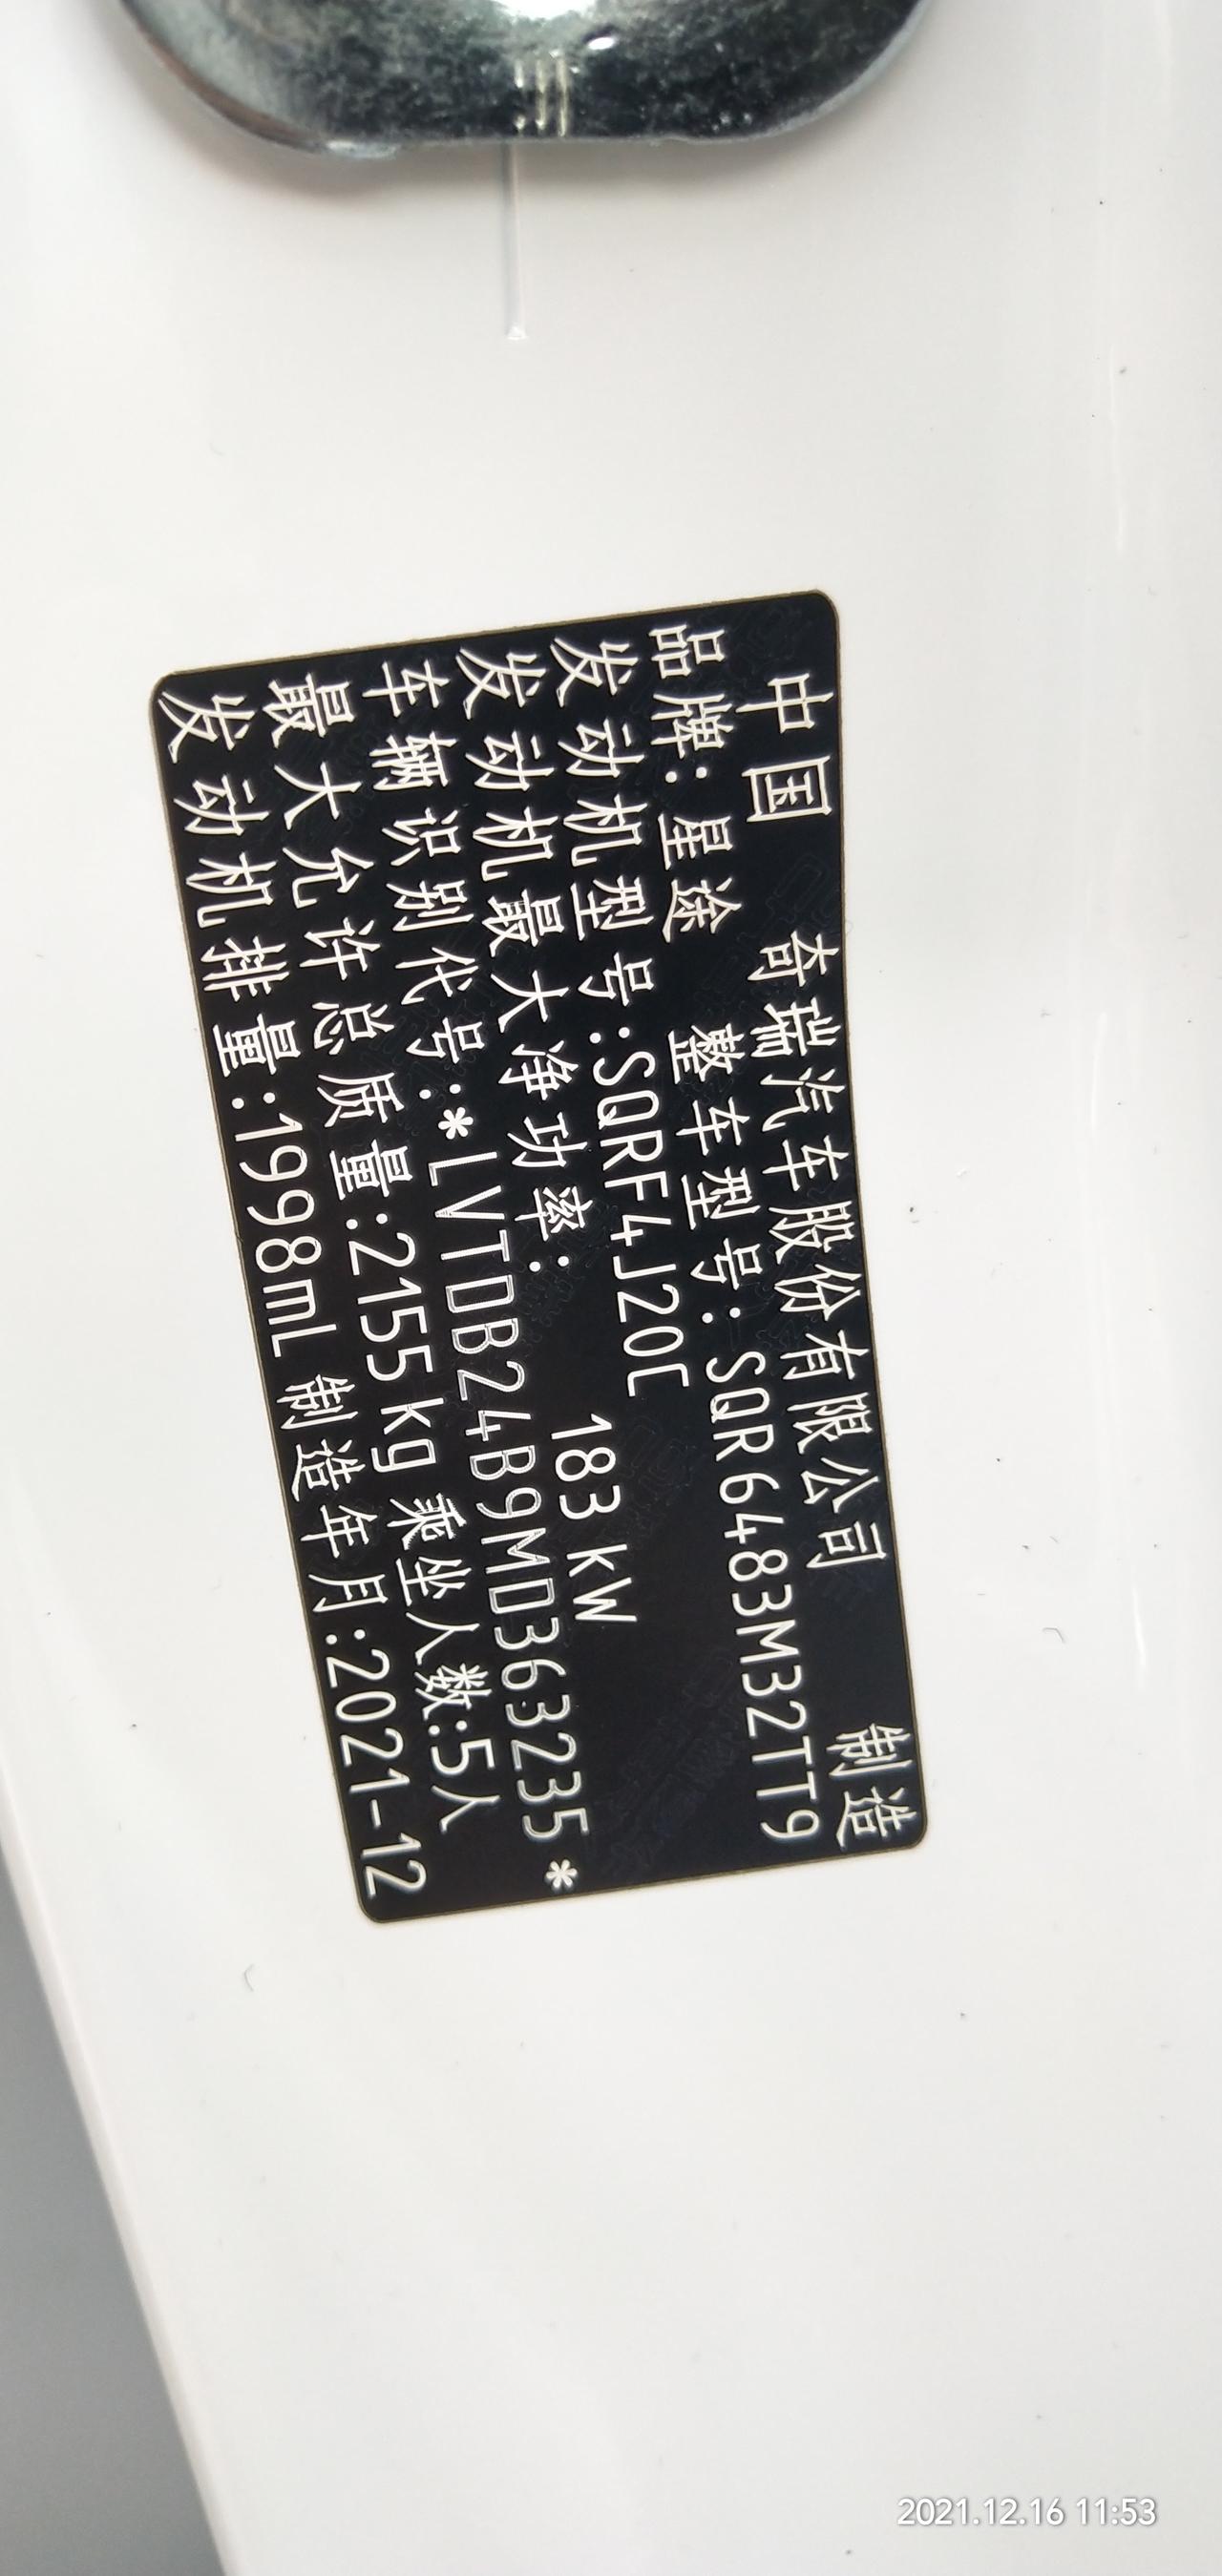 中国 奇瑞汽车股份有限公司 制造
品牌:星途 整车型号:SQR6483M32TT9
发动机型号:SQRF4J20C
发动机最大净功率: 183 kW
车辆识别代号:*LVTDB24B9MD363235*
最大允许总质量:2155kg 乘坐人数:5人
发动机排量:1998mL 制造年月:2021-12
2021.12.16 11:53